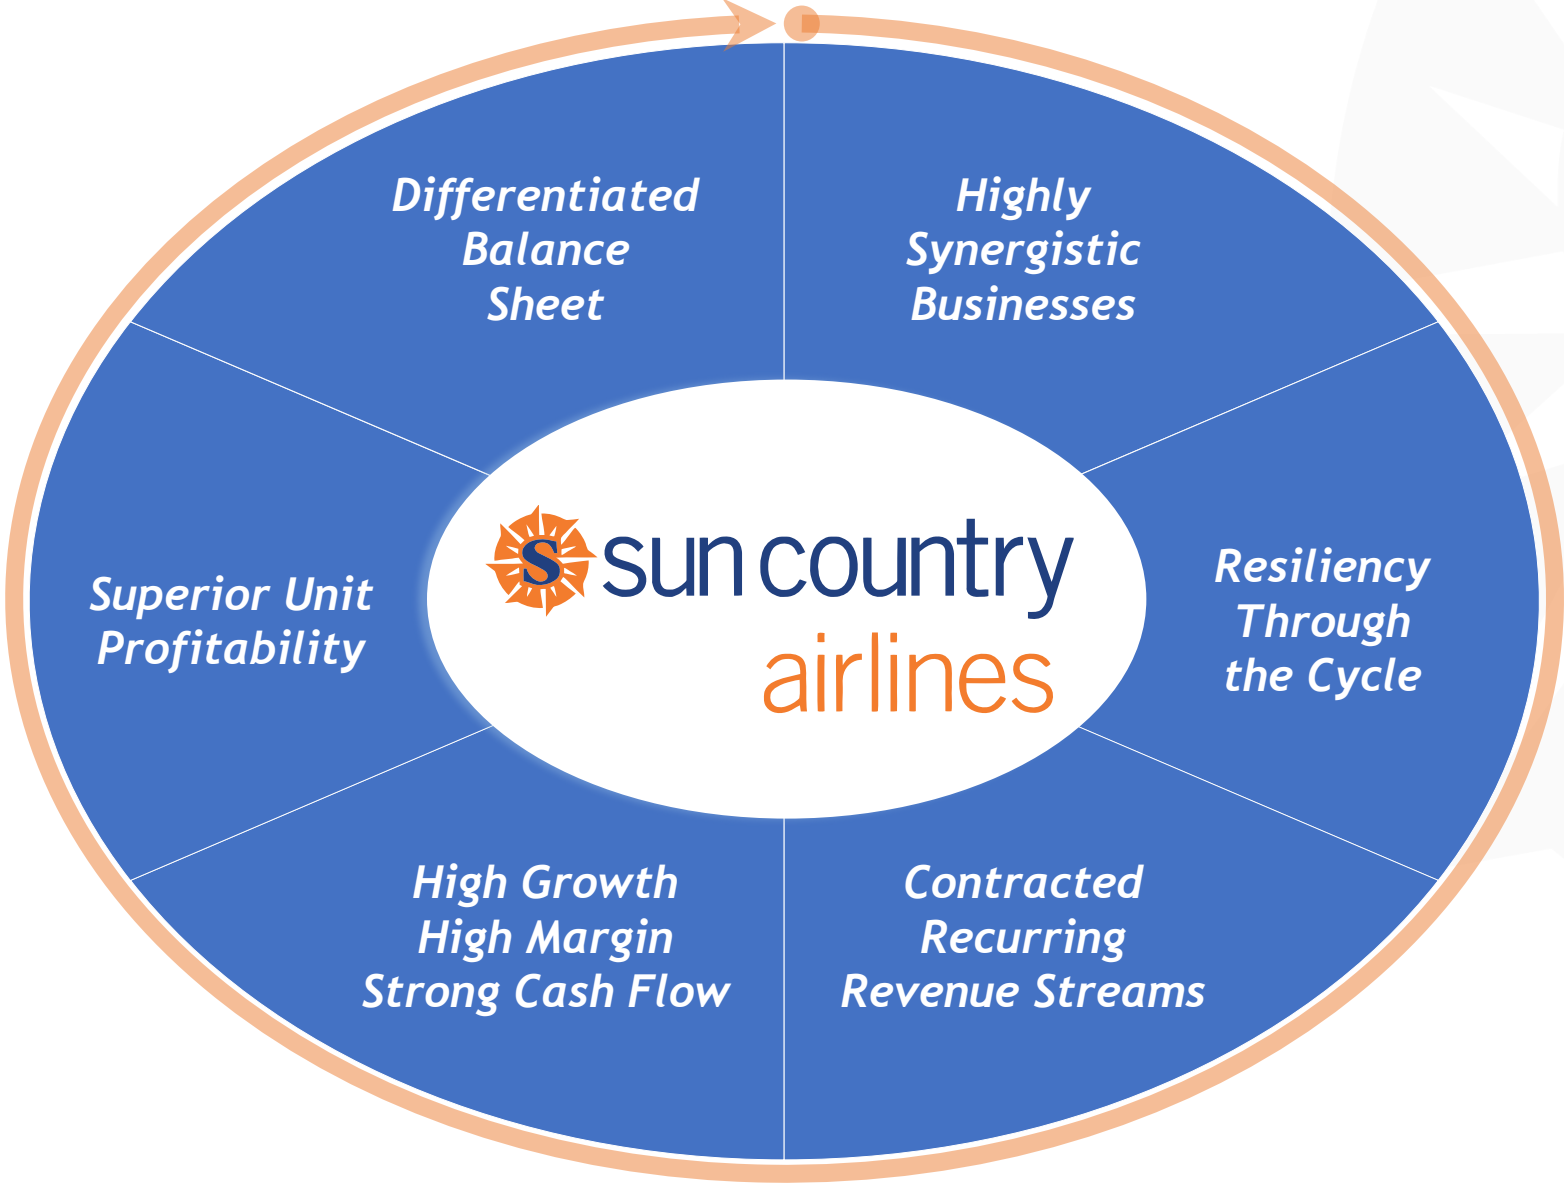 Differentiated
Balance
Sheet
Highly
Synergistic
Businesses
Resiliency
Through
the Cycle
Contracted
Recurring
Revenue Streams
High Growth
High Margin
Strong Cash Flow
Superior Unit
Profitability
S sun country
airlines